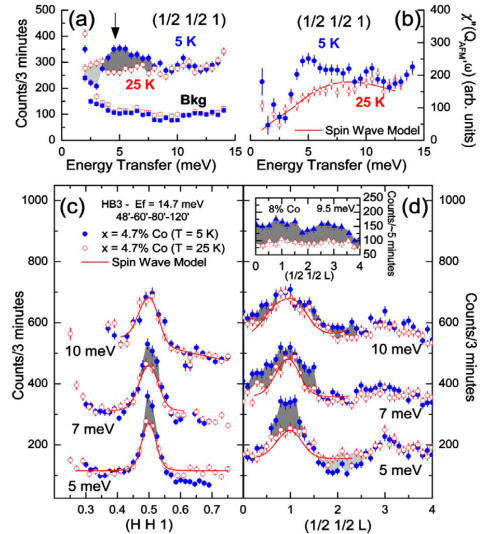 (a)
(1/2 1/2 1)
5 K
25 K
Bkg
Counts/3 minutes
400
300
200
100
0
0 5 10 15
Energy Transfer (meV)
(b)
(1/2 1/2 1)
5 K
25 K
Spin Wave Model
χ"(Q_AFM,ω) (arb. units)
400
300
200
100
0
0 5 10 15
Energy Transfer (meV)
(c)
HB3 - Ef = 14.7 meV
48'-60'-80'-120'
x = 4.7% Co (T = 5 K)
x = 4.7% Co (T = 25 K)
Spin Wave Model
Counts/3 minutes
1000
800
600
400
200
10 meV
7 meV
5 meV
0.3 0.4 0.5 0.6 0.7
(H H 1)
(d)
8% Co 9.5 meV
250
200
150
100
50
Counts/~5 minutes
0 1 2 3 4
(1/2 1/2 L)
10 meV
7 meV
5 meV
1000
800
600
400
200
Counts/3 minutes
0 1 2 3 4
(1/2 1/2 L)